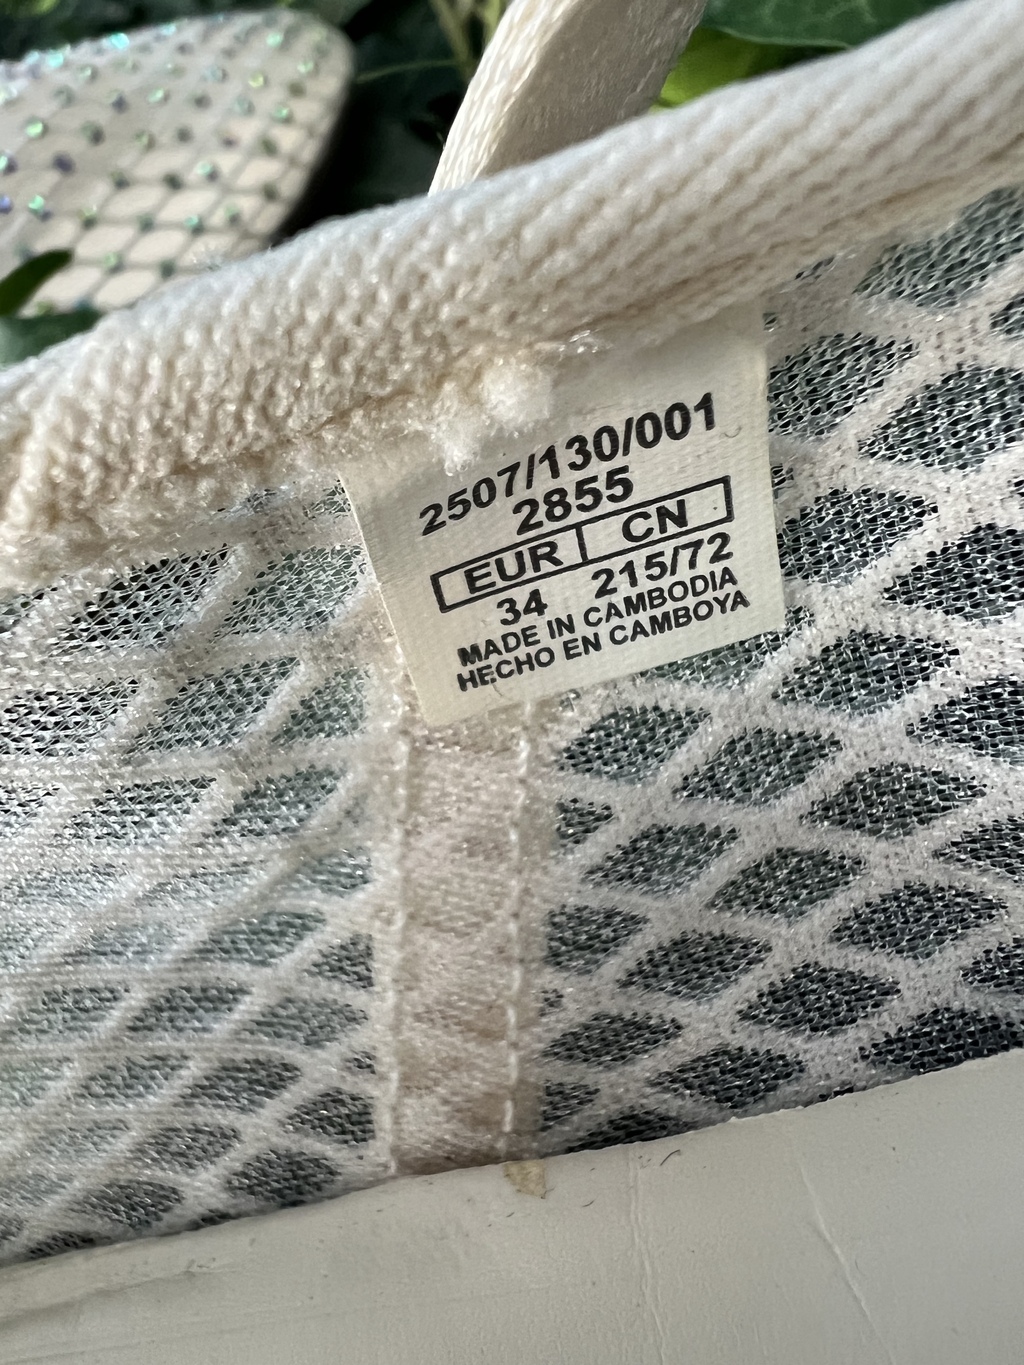 2507/130/001
2855
EUR CN
34 215/72
MADE IN CAMBODIA
HECHO EN CAMBOYA